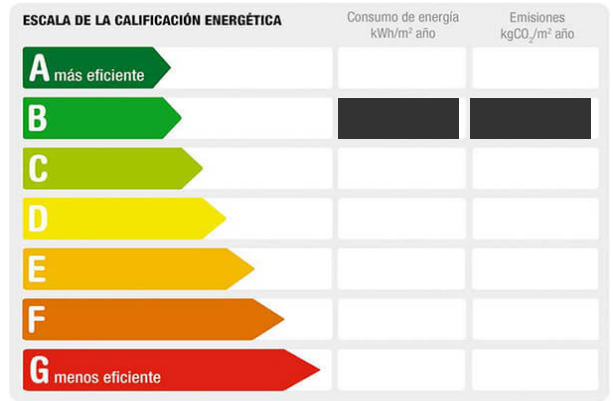 ESCALA DE LA CALIFICACIÓN ENERGÉTICA
Consumo de energía
kWh/m² año
Emisiones
kgCO₂/m² año
A más eficiente
B
C
D
E
F
G menos eficiente